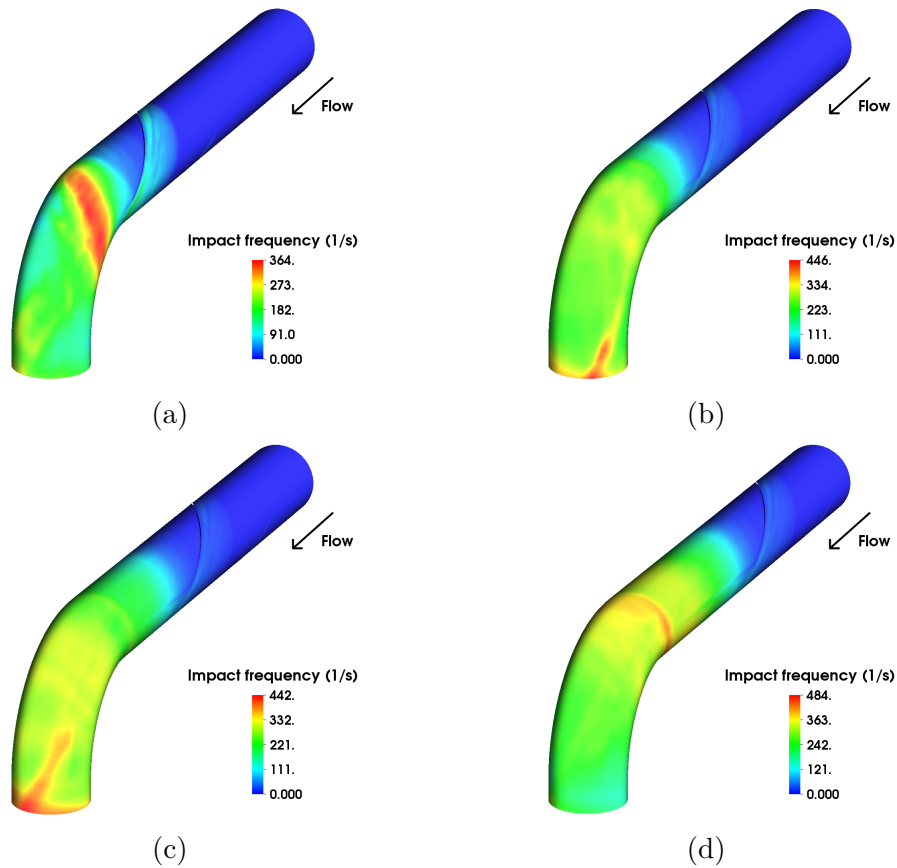 Flow
Impact frequency (1/s)
364.
273.
182.
91.0
0.000
(a)
Flow
Impact frequency (1/s)
446.
334.
223.
111.
0.000
(b)
Flow
Impact frequency (1/s)
442.
332.
221.
111.
0.000
(c)
Flow
Impact frequency (1/s)
484.
363.
242.
121.
0.000
(d)